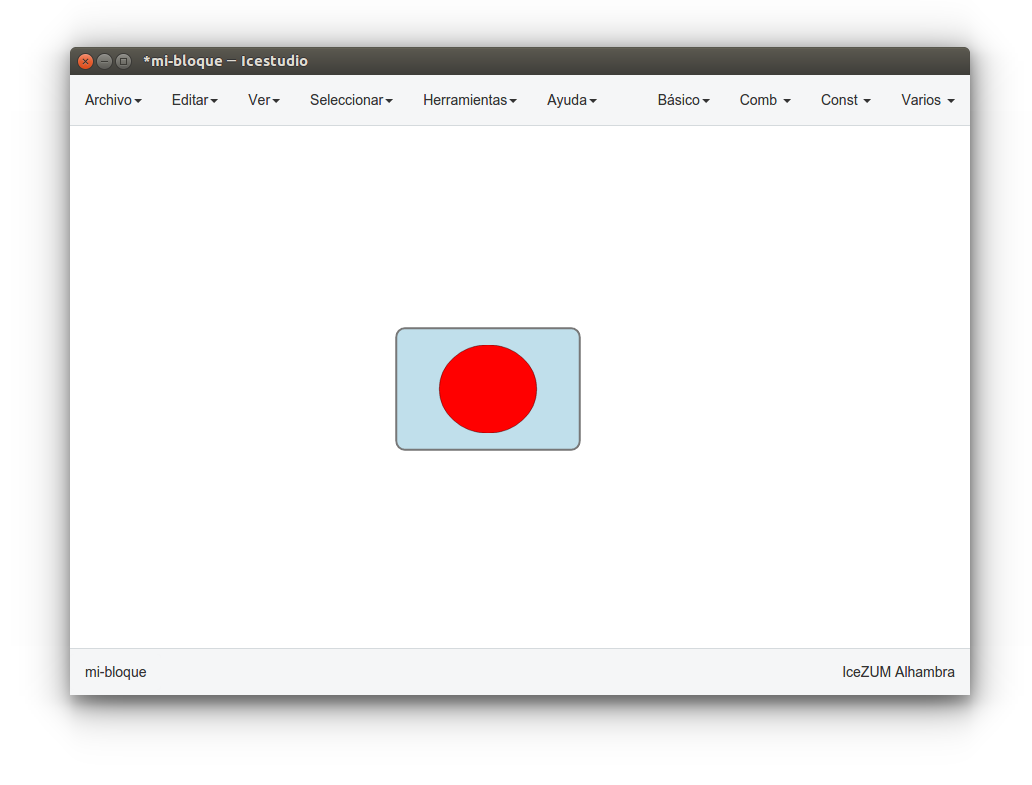 *mi-bloque — Icestudio
Archivo Editar Ver Seleccionar Herramientas Ayuda Básico Comb Const Varios
mi-bloque IceZUM Alhambra